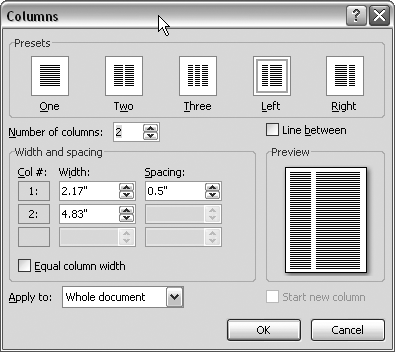 Columns
Presets
One Two Three Left Right
Number of columns: 2 Line between
Width and spacing Preview
Col #: Width: Spacing:
1: 2.17" 0.5"
2: 4.83"
Equal column width
Apply to: Whole document Start new column
OK Cancel